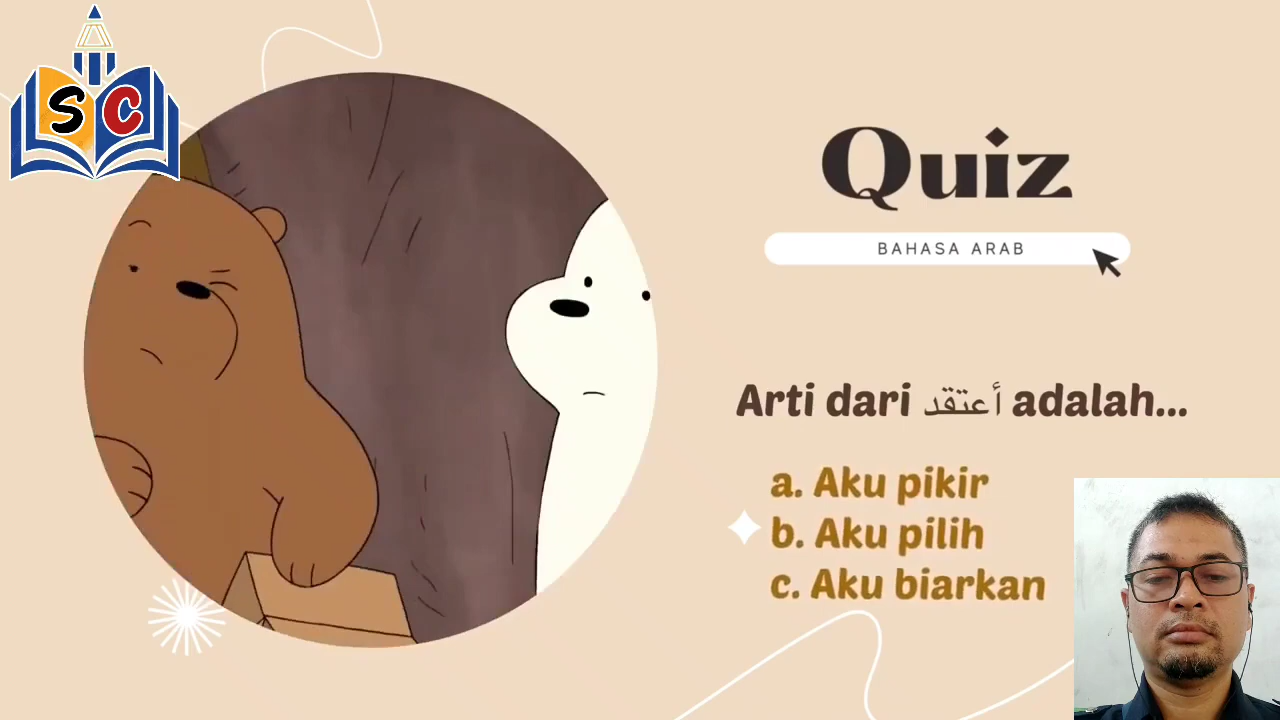 SC
Quiz
BAHASA ARAB
Arti dari أعتقد adalah...
a. Aku pikir
b. Aku pilih
c. Aku biarkan